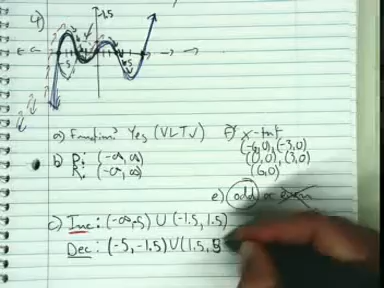 4)
1.5
-5
a) Function? Yes (VLT✓)
b) D: (-∞, ∞)
R: (-∞, ∞)
f) x-int
(-6,0), (-3,0)
(0,0), (3,0)
(6,0)
e) odd or even
c) Inc: (-∞,-5) ∪ (-1.5, 1.5)
Dec: (-5, -1.5) ∪ (1.5, 5